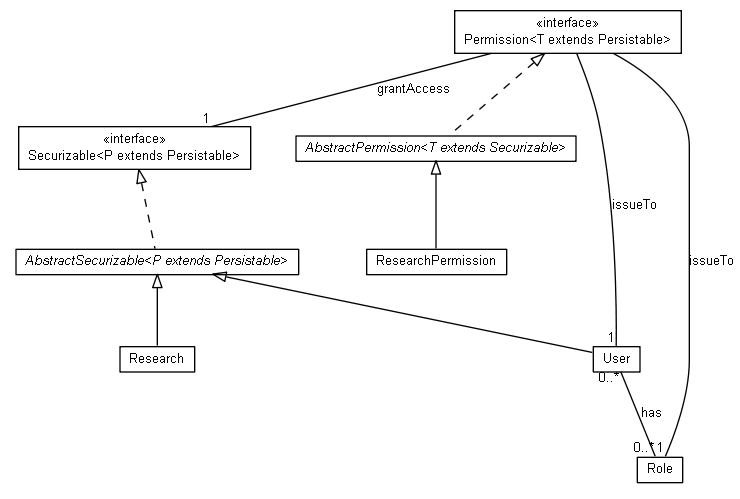 «interface»
Permission<T extends Persistable>
grantAccess
1
«interface»
Securizable<P extends Persistable>
AbstractPermission<T extends Securizable>
issueTo
AbstractSecurizable<P extends Persistable>
ResearchPermission
issueTo
1
Research
User
0..*
has
0..*
1
Role